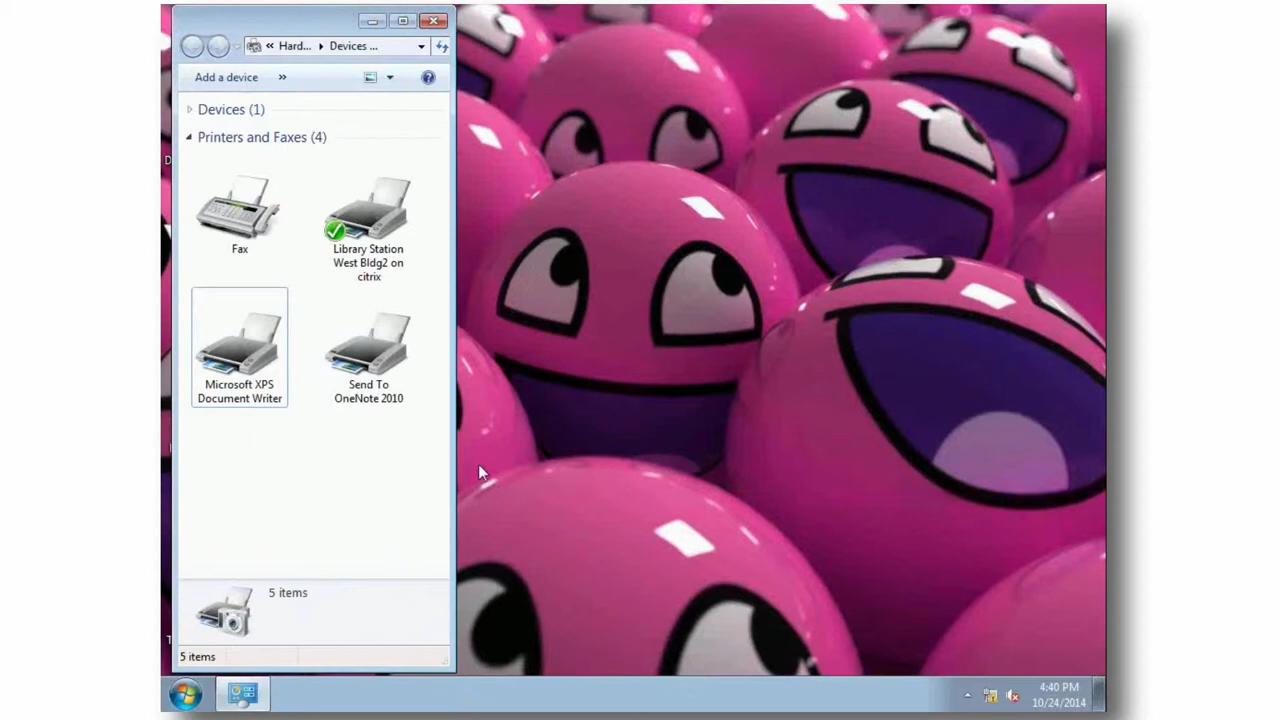 « Hard... ▸ Devices ...
Add a device »
Devices (1)
Printers and Faxes (4)
Fax
Library Station
West Bldg2 on
citrix
Microsoft XPS
Document Writer
Send To
OneNote 2010
5 items
5 items
4:40 PM
10/24/2014